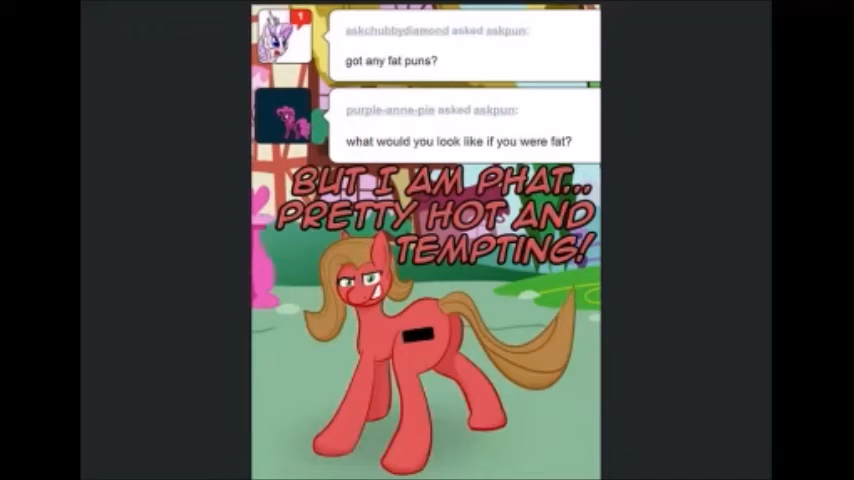 1
askchubbydiamond asked askpun:
got any fat puns?
purple-anne-pie asked askpun:
what would you look like if you were fat?
BUT I AM PHAT...
PRETTY HOT AND
TEMPTING!